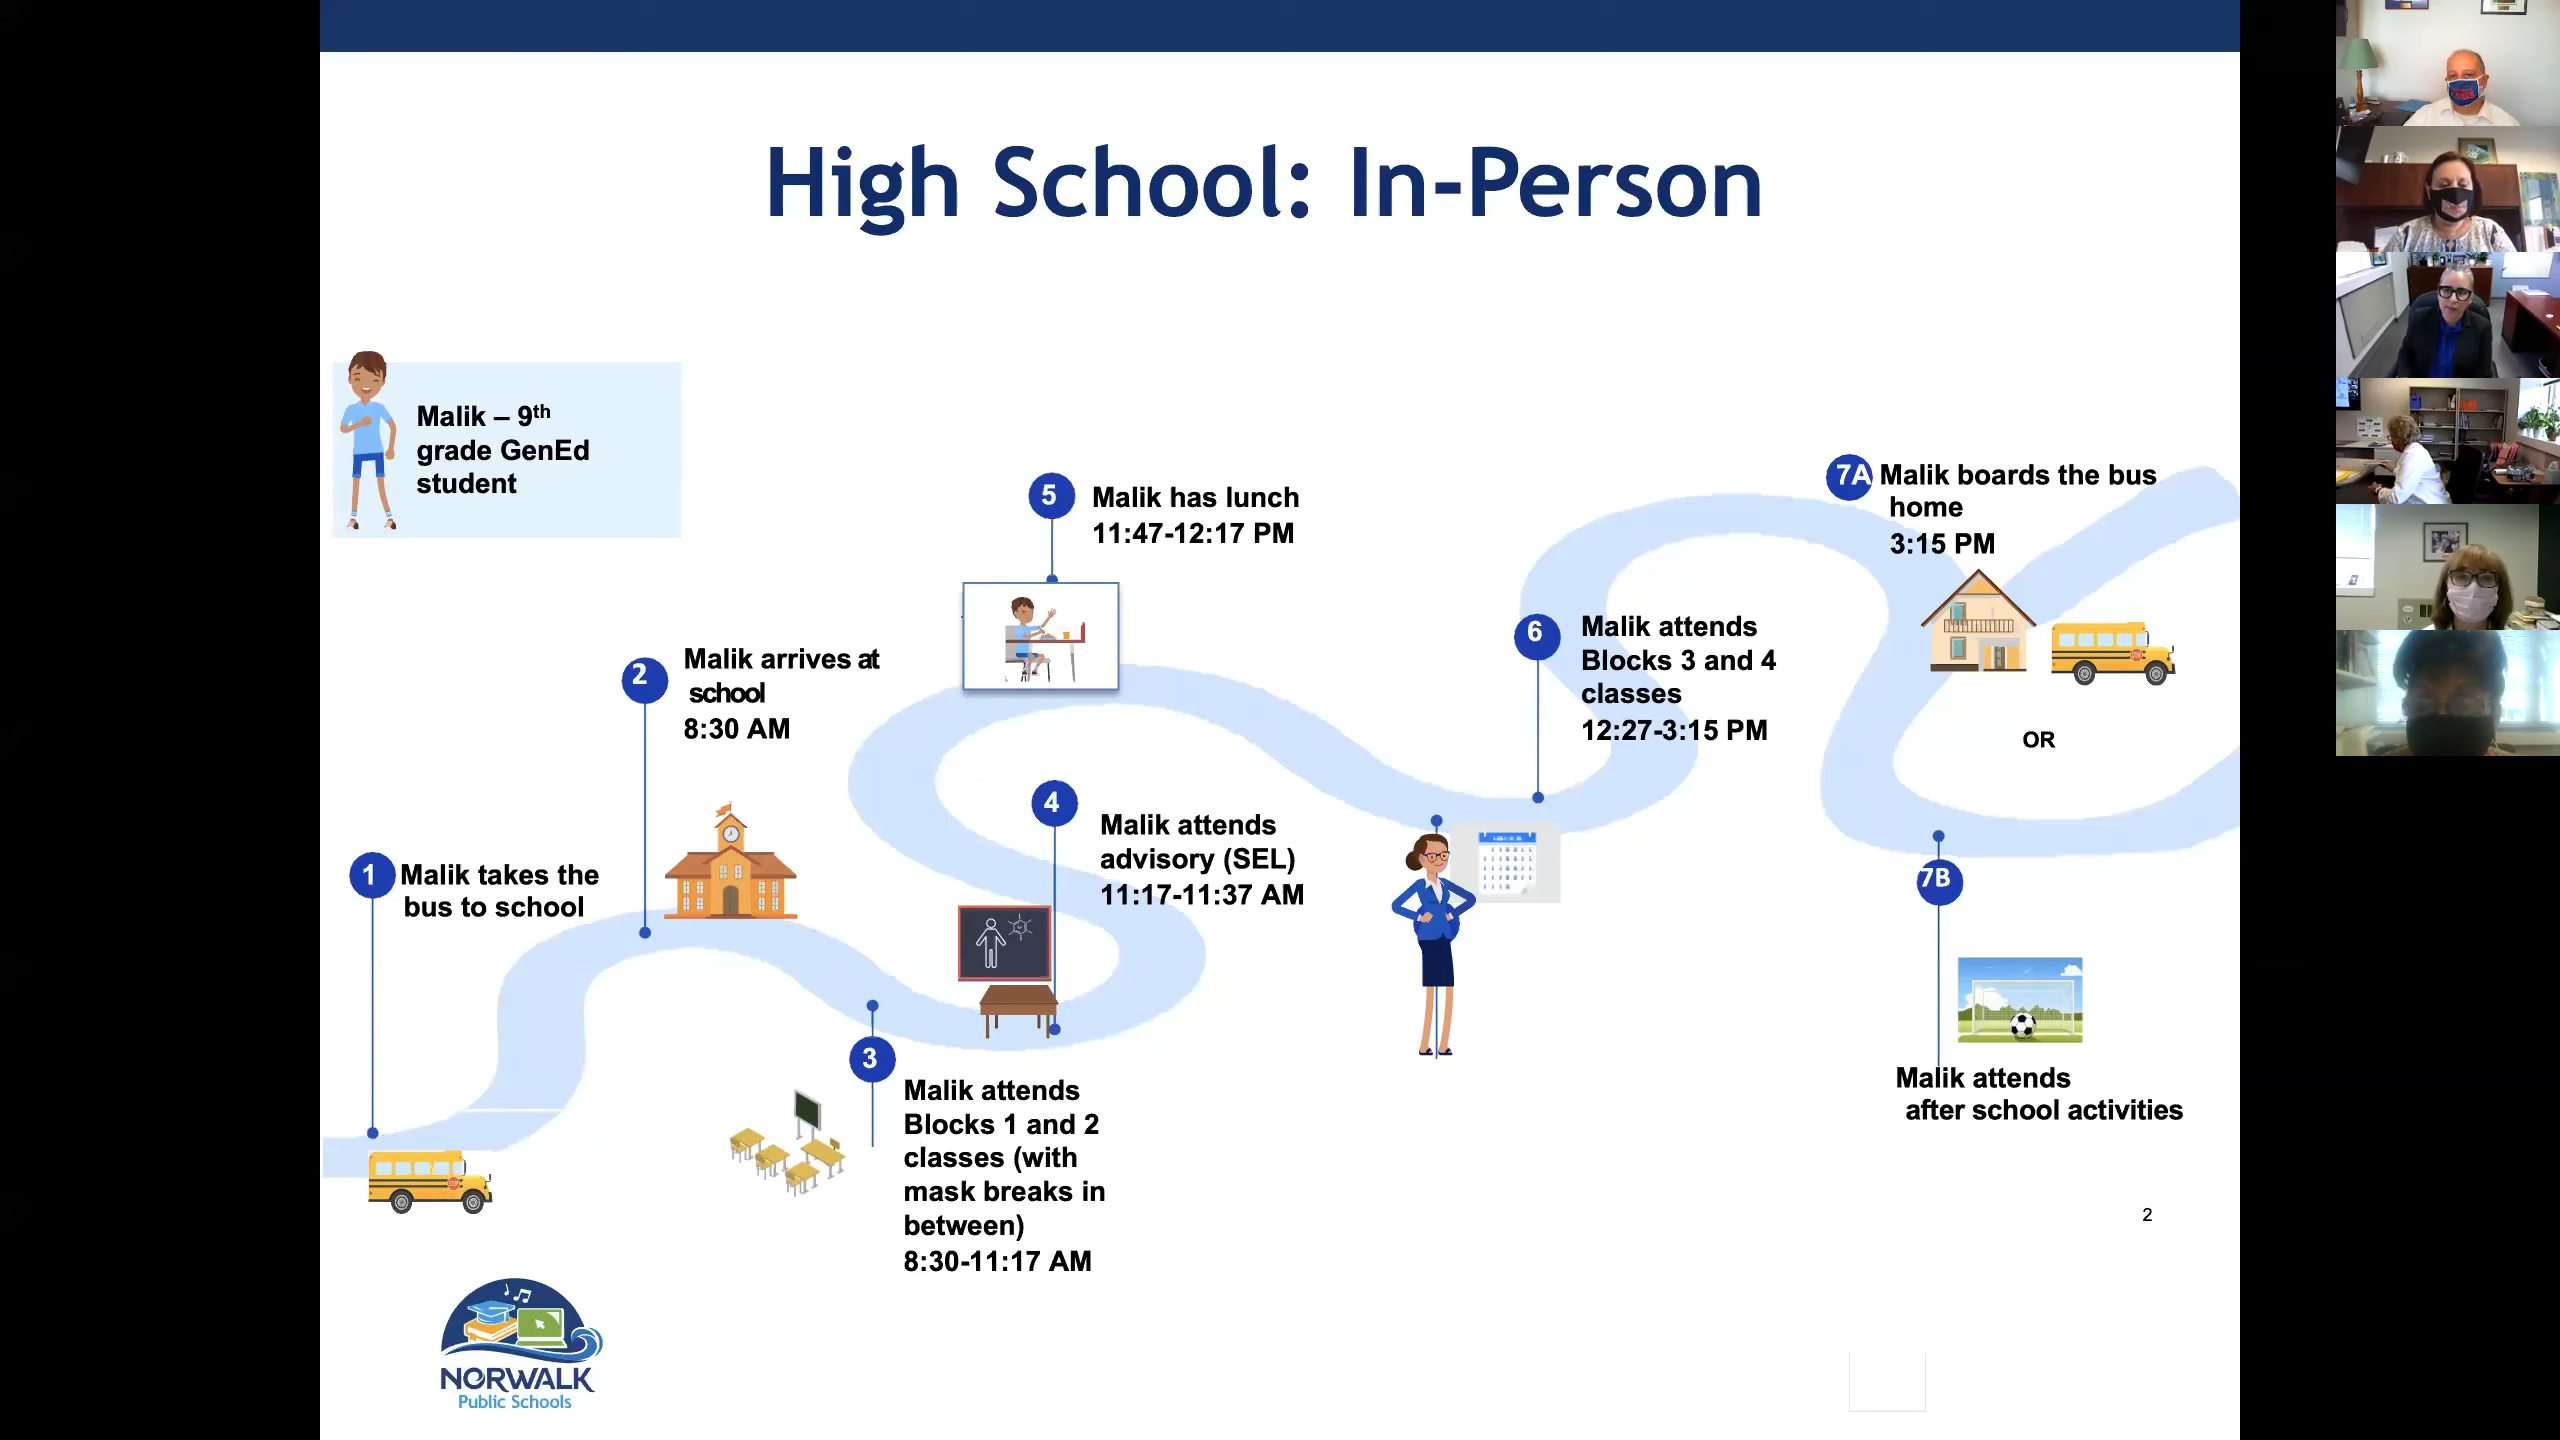 High School: In-Person
Malik – 9th
grade GenEd
student
1
Malik takes the
bus to school
2
Malik arrives at
school
8:30 AM
3
Malik attends
Blocks 1 and 2
classes (with
mask breaks in
between)
8:30-11:17 AM
4
Malik attends
advisory (SEL)
11:17-11:37 AM
5
Malik has lunch
11:47-12:17 PM
6
Malik attends
Blocks 3 and 4
classes
12:27-3:15 PM
7A
Malik boards the bus
home
3:15 PM
OR
7B
Malik attends
after school activities
2
NORWALK
Public Schools